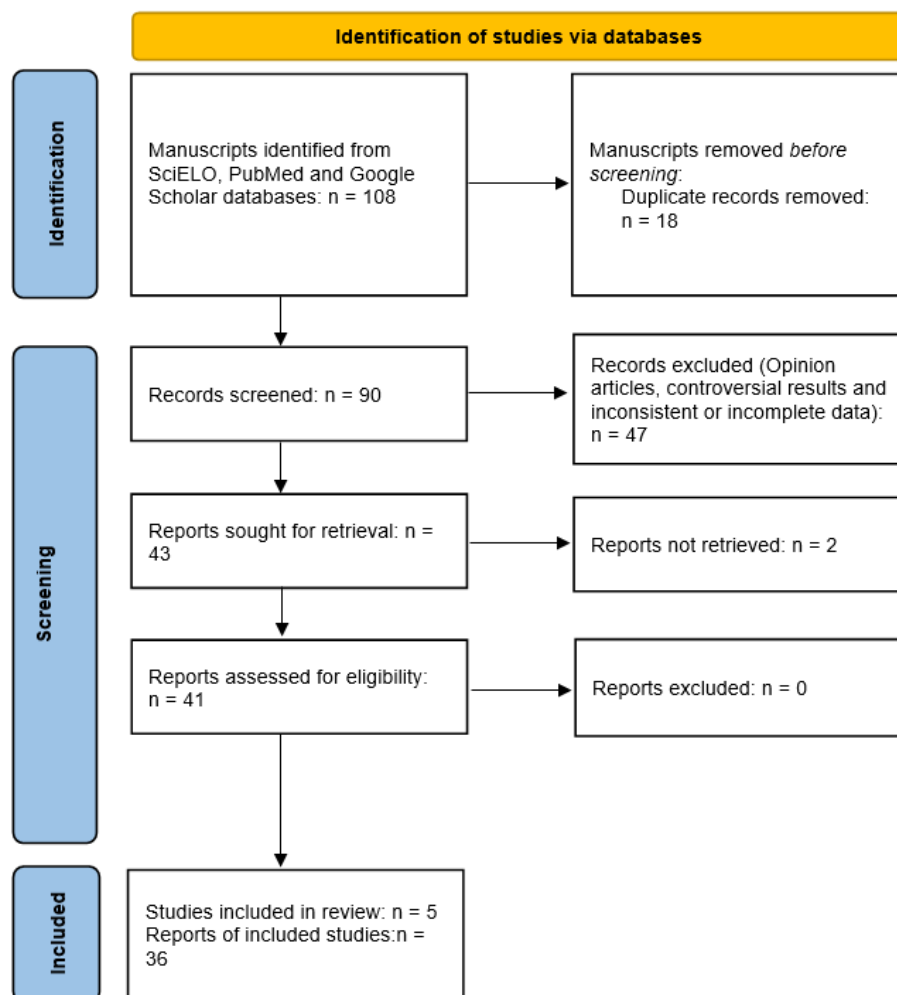 Identification of studies via databases
Identification
Manuscripts identified from
SciELO, PubMed and Google
Scholar databases: n = 108
Manuscripts removed before
screening:
Duplicate records removed:
n = 18
Screening
Records screened: n = 90
Records excluded (Opinion
articles, controversial results and
inconsistent or incomplete data):
n = 47
Reports sought for retrieval: n =
43
Reports not retrieved: n = 2
Reports assessed for eligibility:
n = 41
Reports excluded: n = 0
Included
Studies included in review: n = 5
Reports of included studies:n =
36